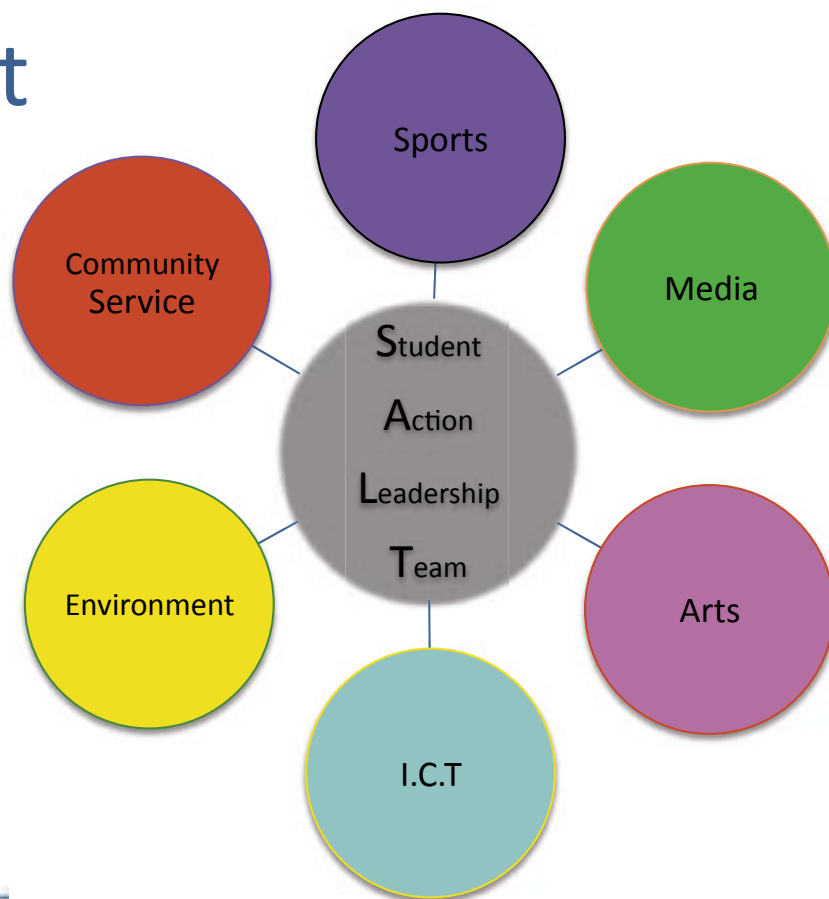 t
Sports
Community
Service
Media
Student
Action
Leadership
Team
Environment
Arts
I.C.T